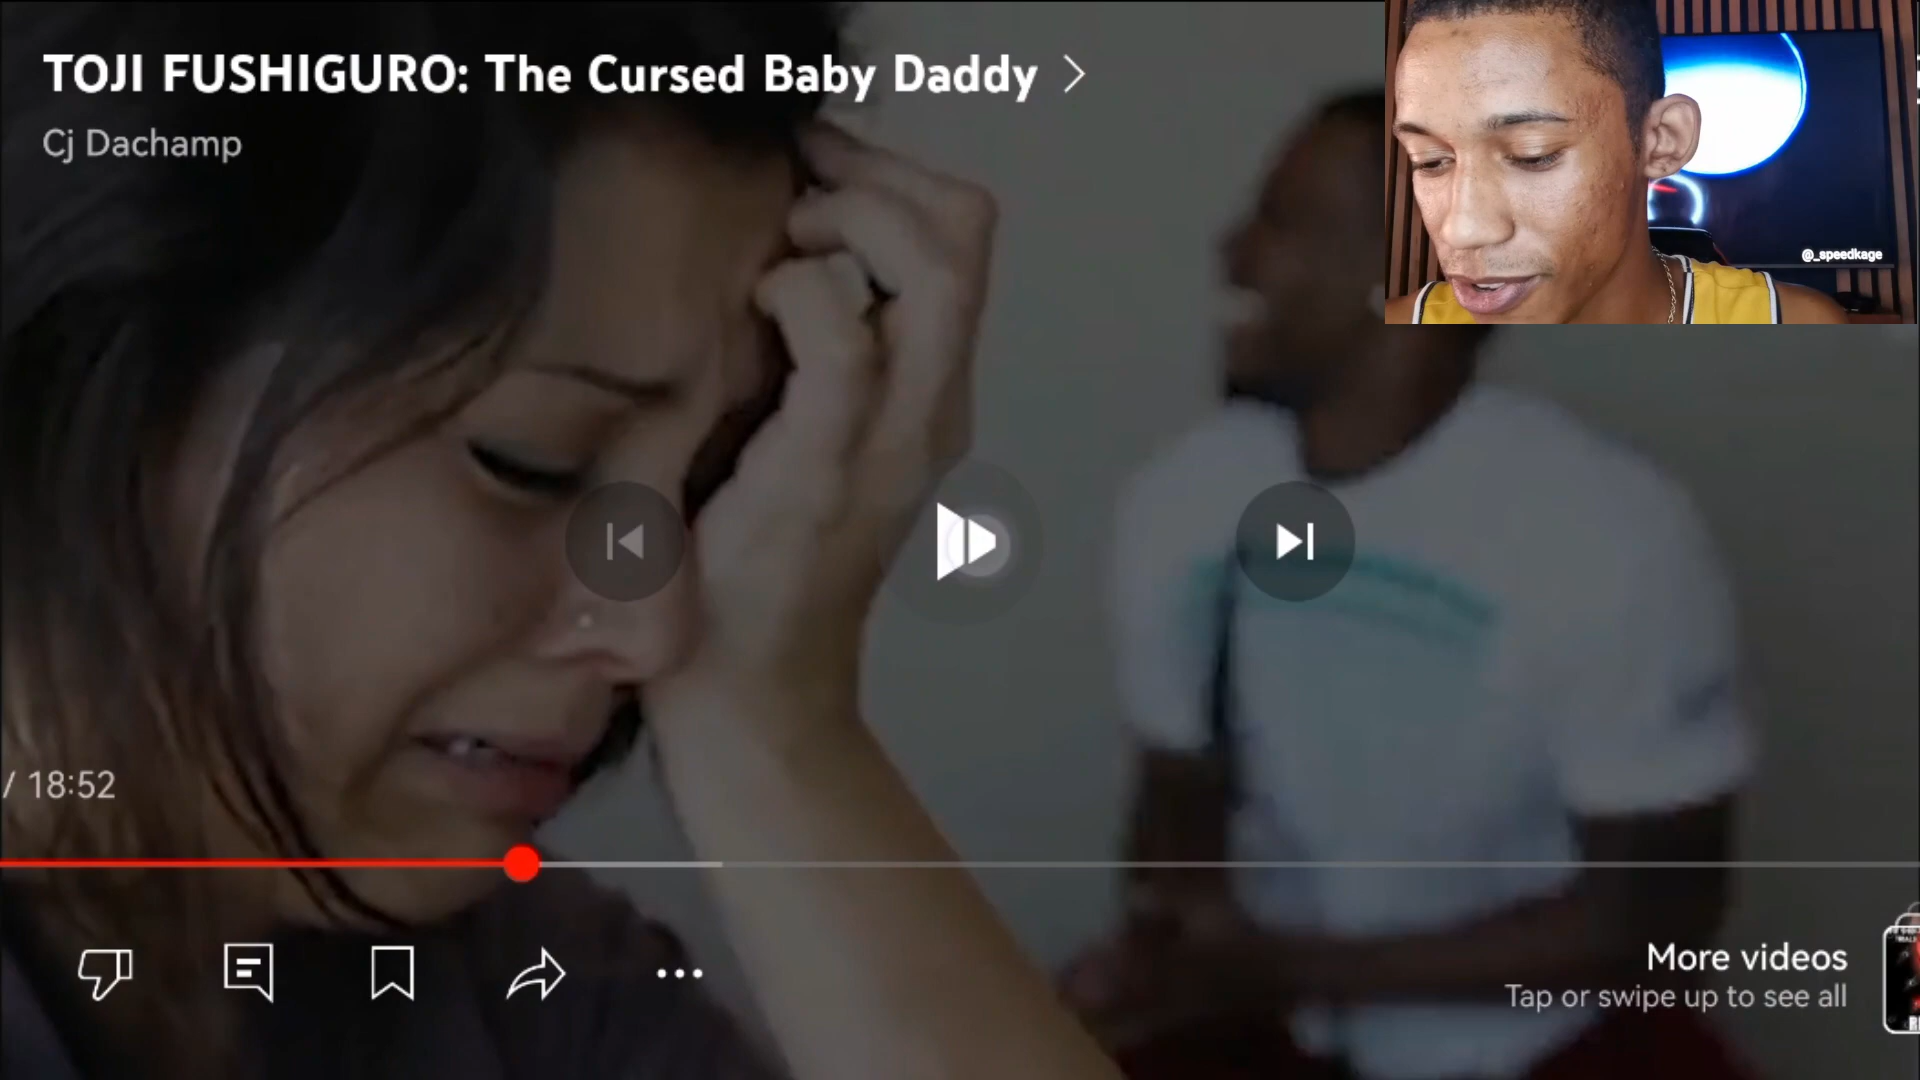 TOJI FUSHIGURO: The Cursed Baby Daddy
Cj Dachamp
@_speedkage
/ 18:52
More videos
Tap or swipe up to see all